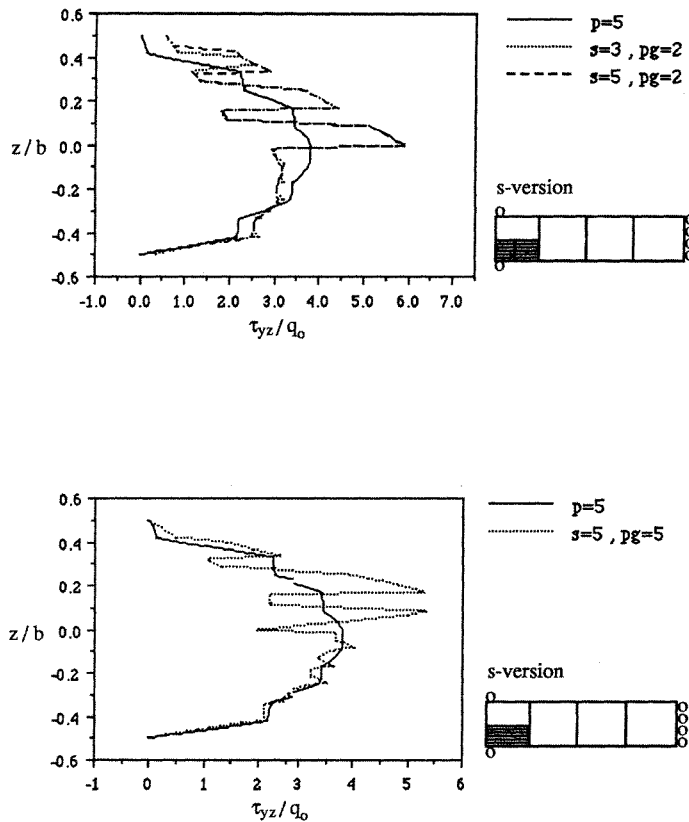 p=5
s=3 , pg=2
s=5 , pg=2
0.6
0.4
0.2
z/b 0.0
-0.2
-0.4
-0.6
-1.0 0.0 1.0 2.0 3.0 4.0 5.0 6.0 7.0
τyz/qo
s-version
p=5
s=5 , pg=5
0.6
0.4
0.2
z/b 0.0
-0.2
-0.4
-0.6
-1 0 1 2 3 4 5 6
τyz/qo
s-version